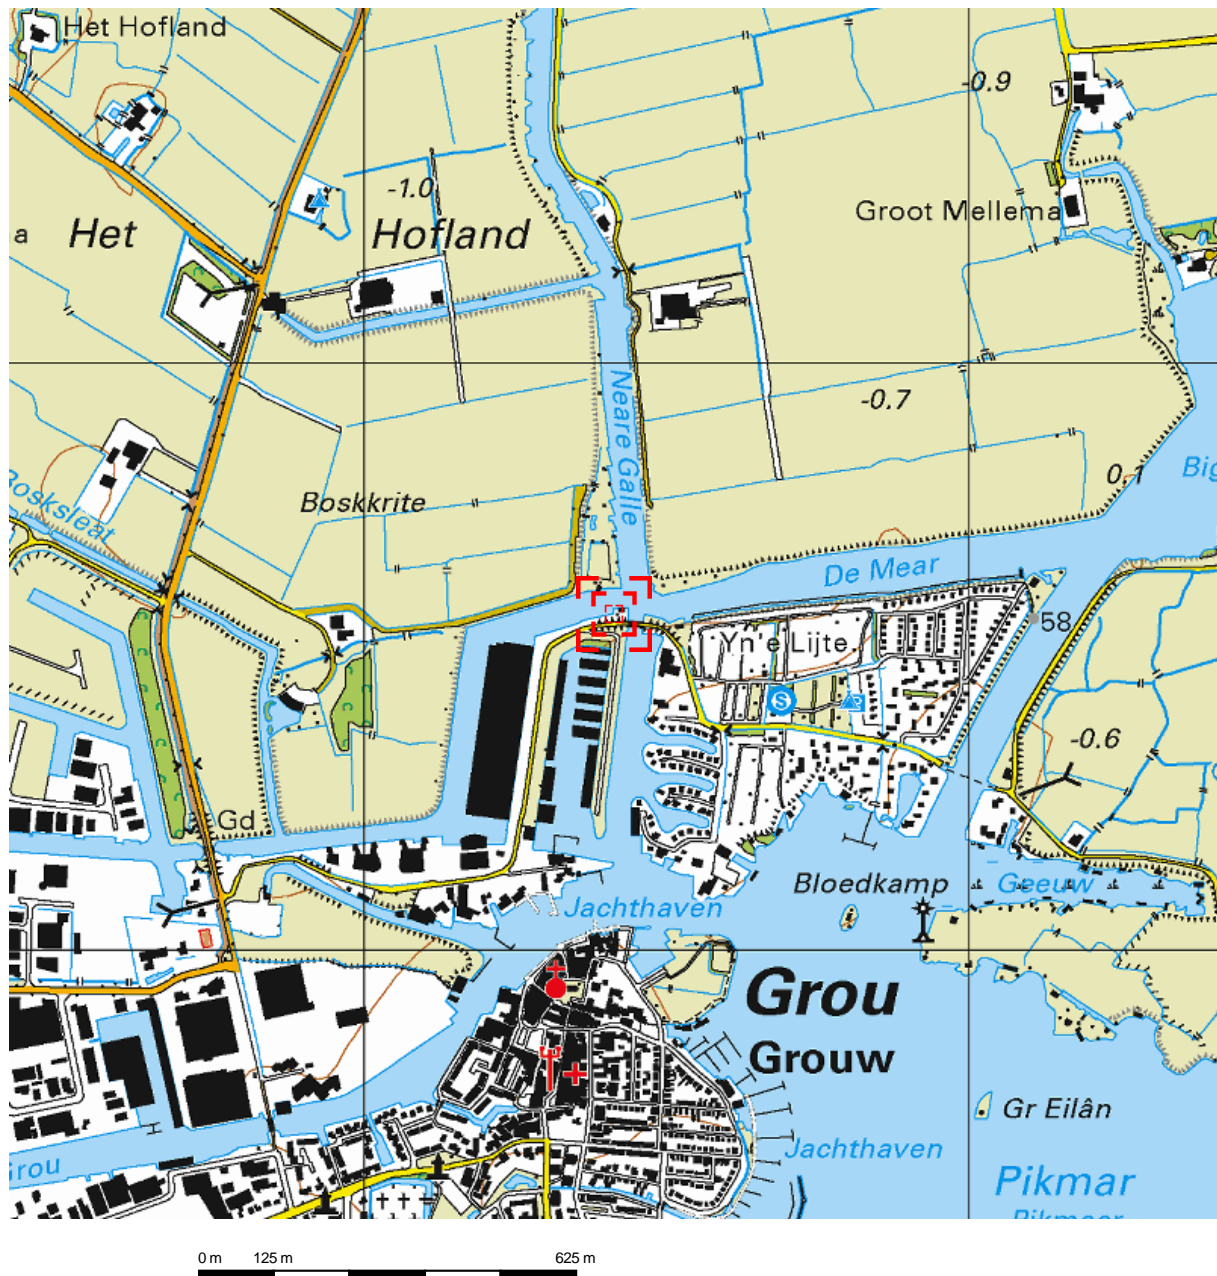 Het Hofland
-0.9
-1.0
Groot Mellema
a
Het Hofland
Neare Galle
-0.7
0.1
Big
Bosksleat
Boskkrite
De Mear
58
Yn'e Lijte
S
-0.6
Gd
Bloedkamp
Geeuw
Jachthaven
Grou
Grouw
Gr Eilân
Jachthaven
Grou
Pikmar
Pikmeer
0 m 125 m 625 m